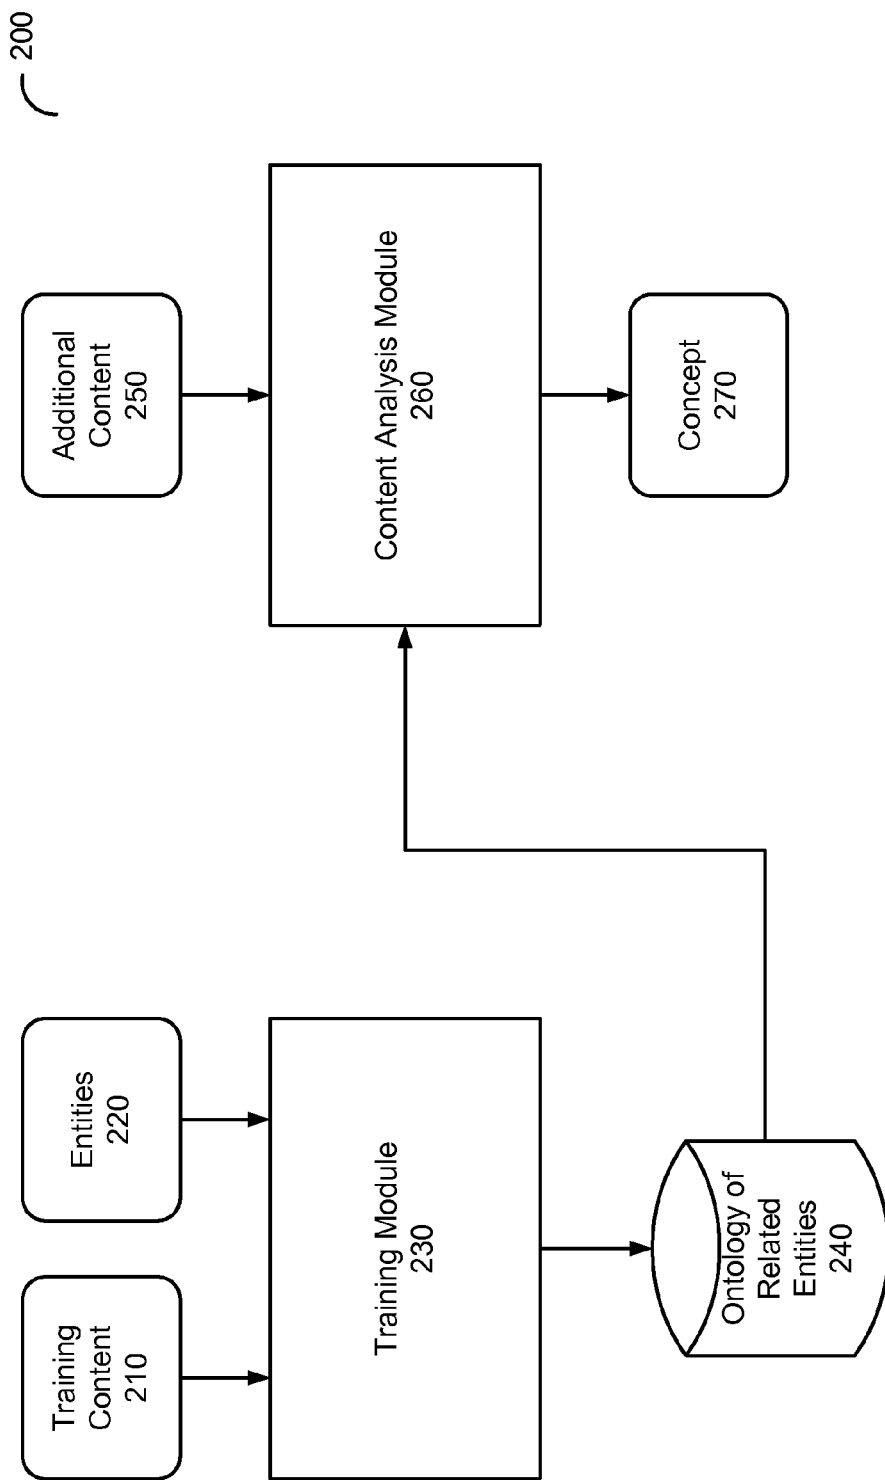 200
Training
Content
210
Entities
220
Additional
Content
250
Training Module
230
Content Analysis Module
260
Ontology of
Related
Entities
240
Concept
270